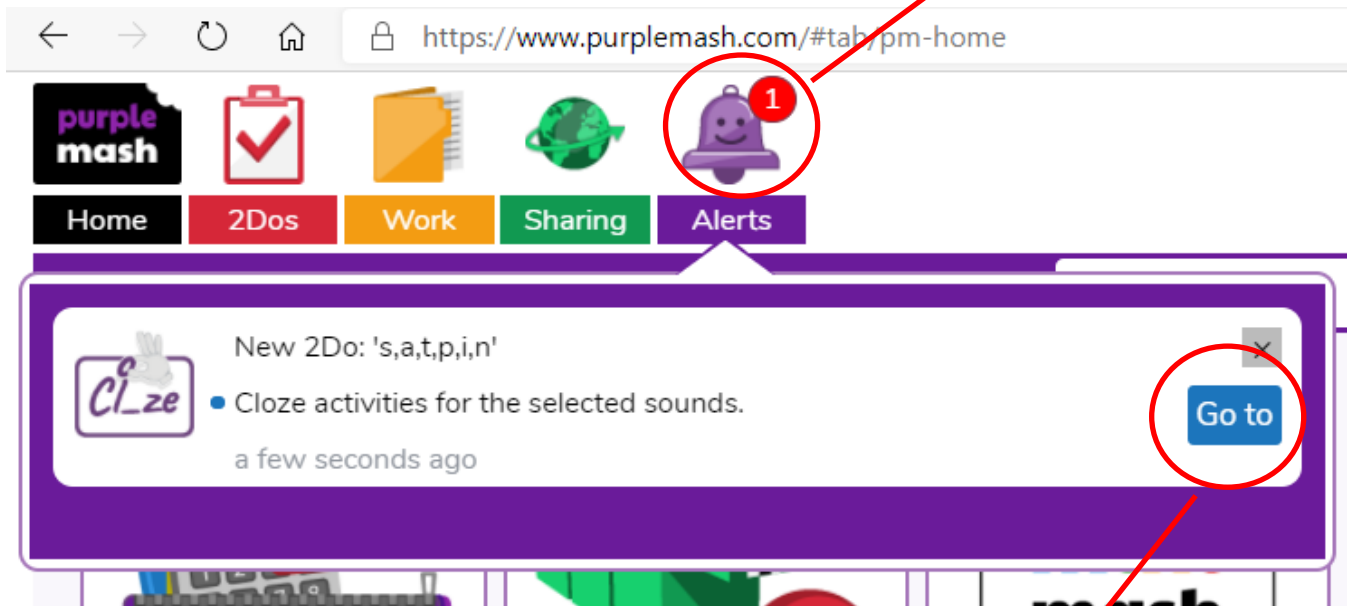 https://www.purplemash.com/#tab/pm-home
1
purple
mash
Home
2Dos
Work
Sharing
Alerts
New 2Do: 's,a,t,p,i,n'
Cl_ze
Cloze activities for the selected sounds.
Go to
a few seconds ago